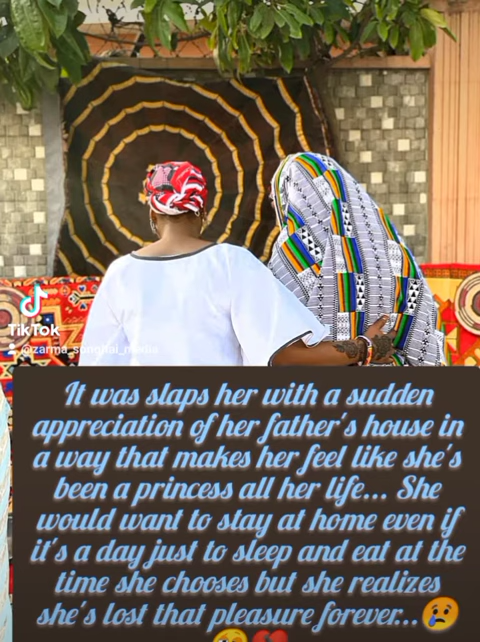 TikTok
It was slaps her with a sudden
appreciation of her father's house in
a way that makes her feel like she's
been a princess all her life... She
would want to stay at home even if
it's a day just to sleep and eat at the
time she chooses but she realizes
she's lost that pleasure forever...😢